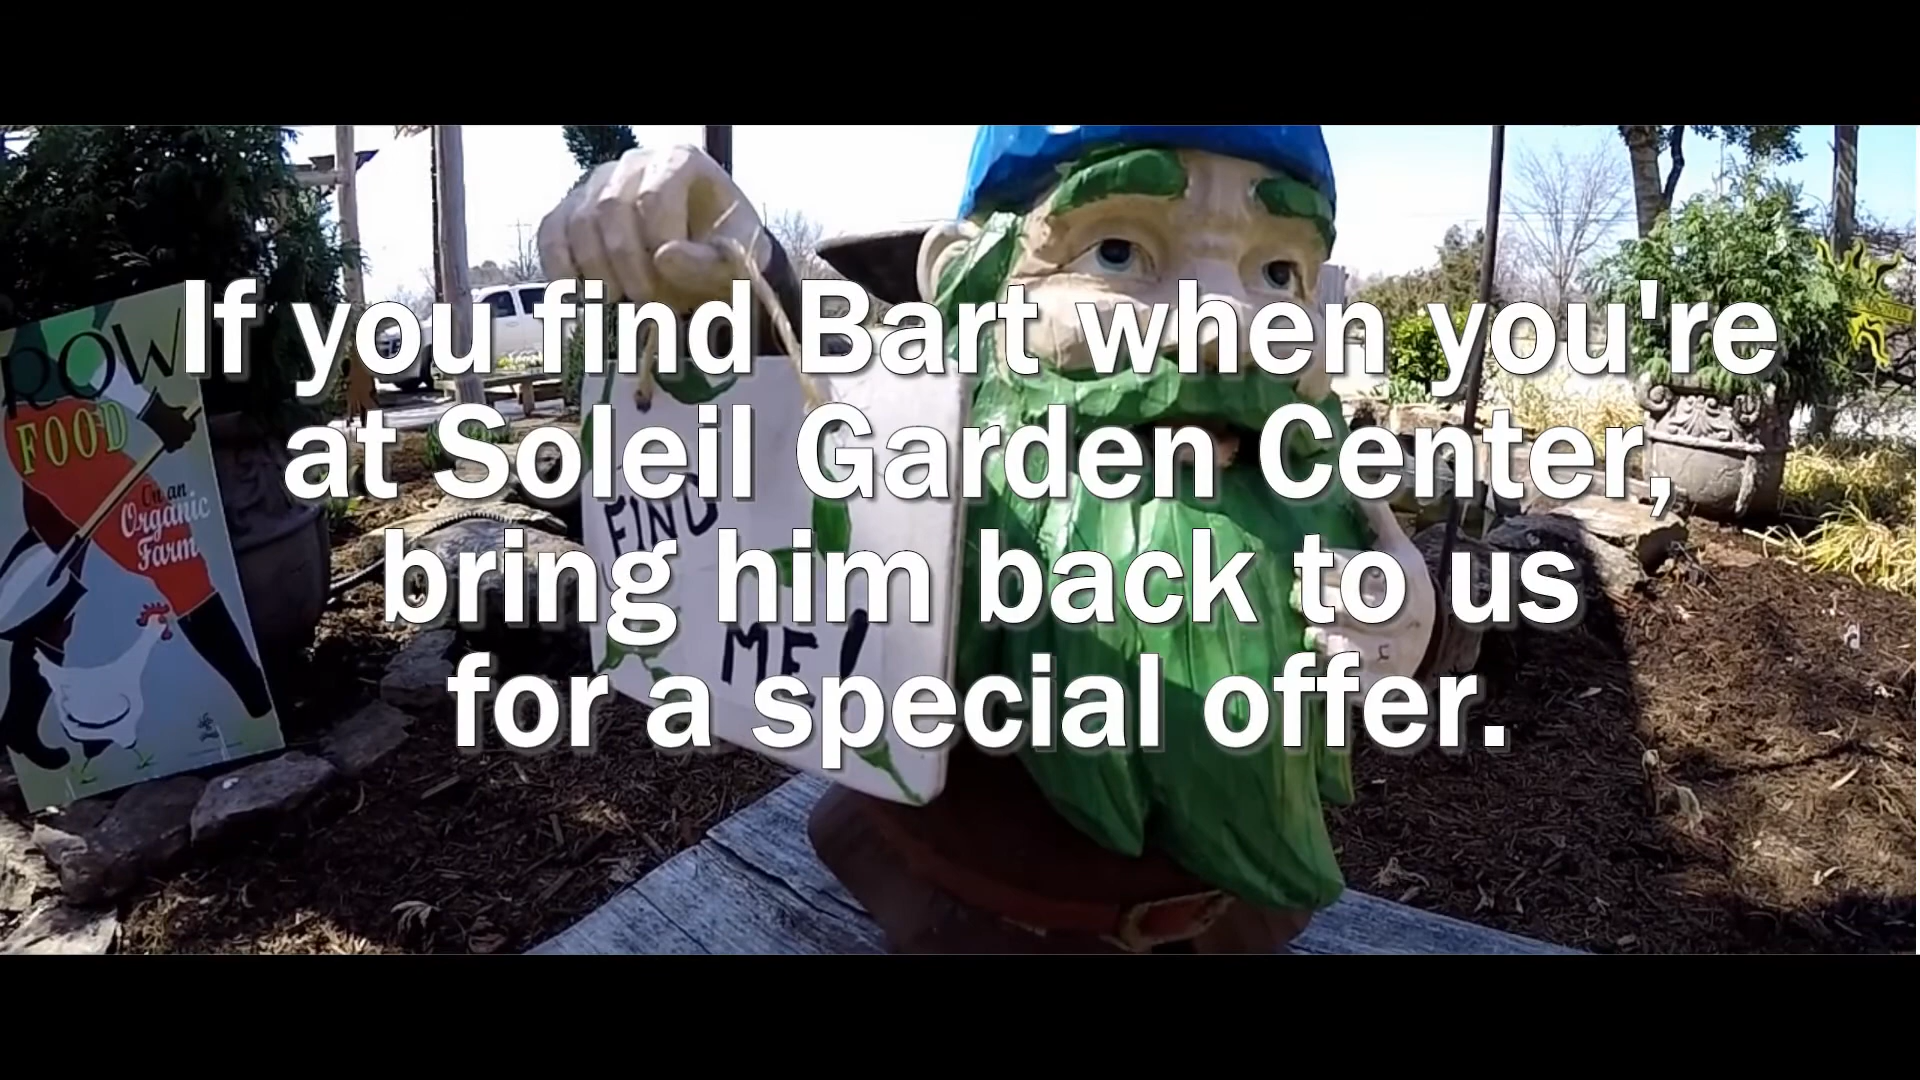 If you find Bart when you're
at Soleil Garden Center,
bring him back to us
for a special offer.
ROW
FOOD
On an
Organic
Farm
FIND
ME!